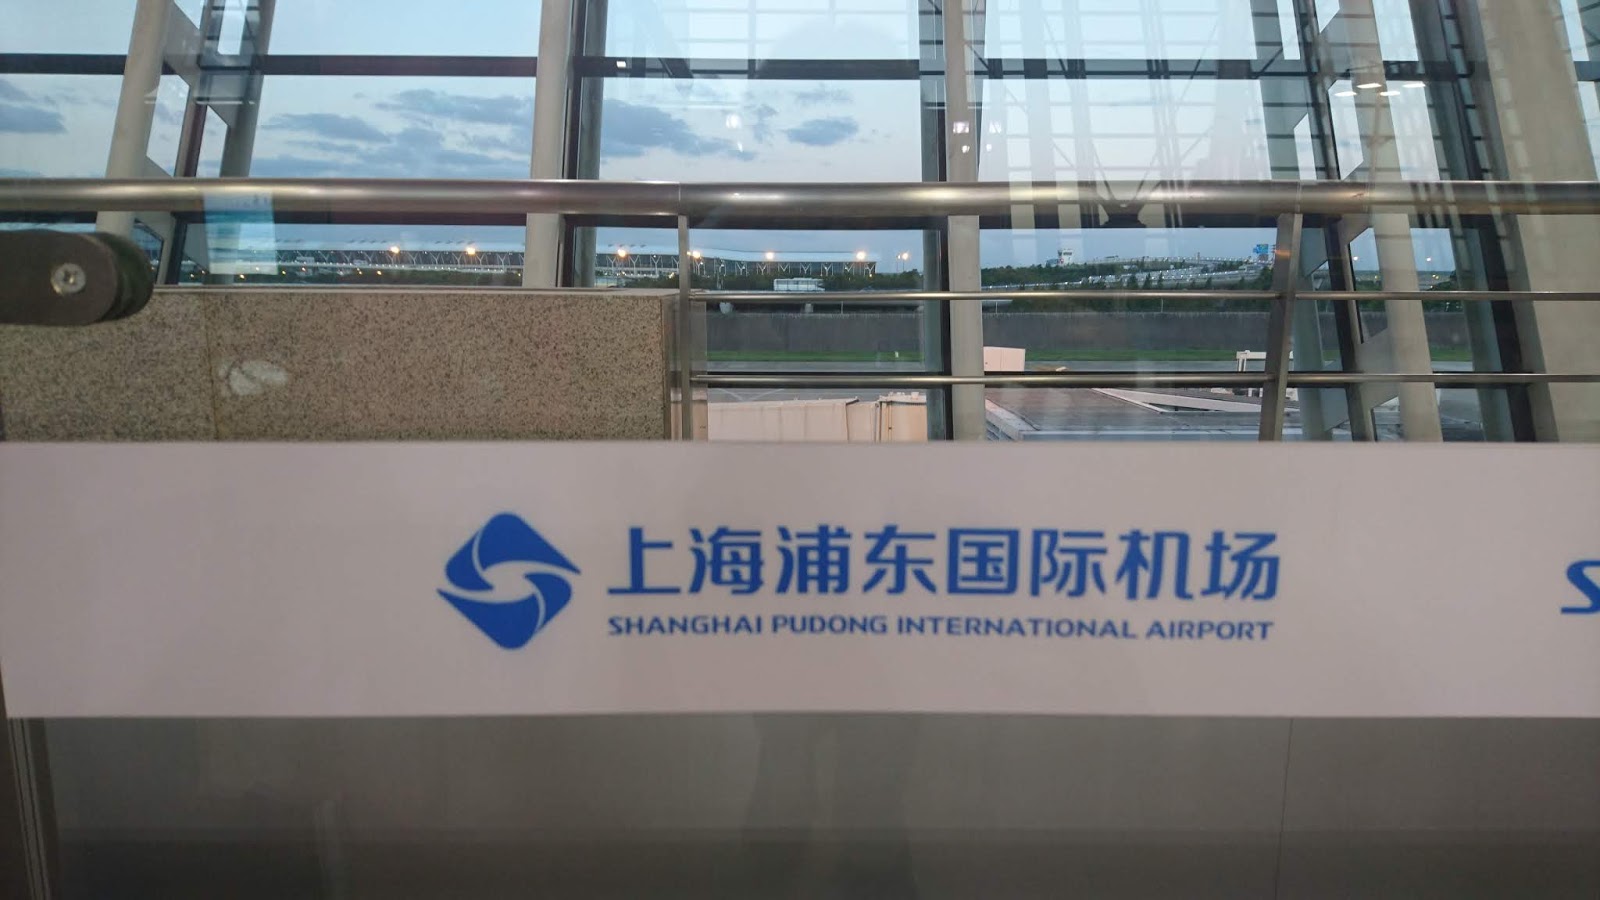 上海浦东国际机场
SHANGHAI PUDONG INTERNATIONAL AIRPORT